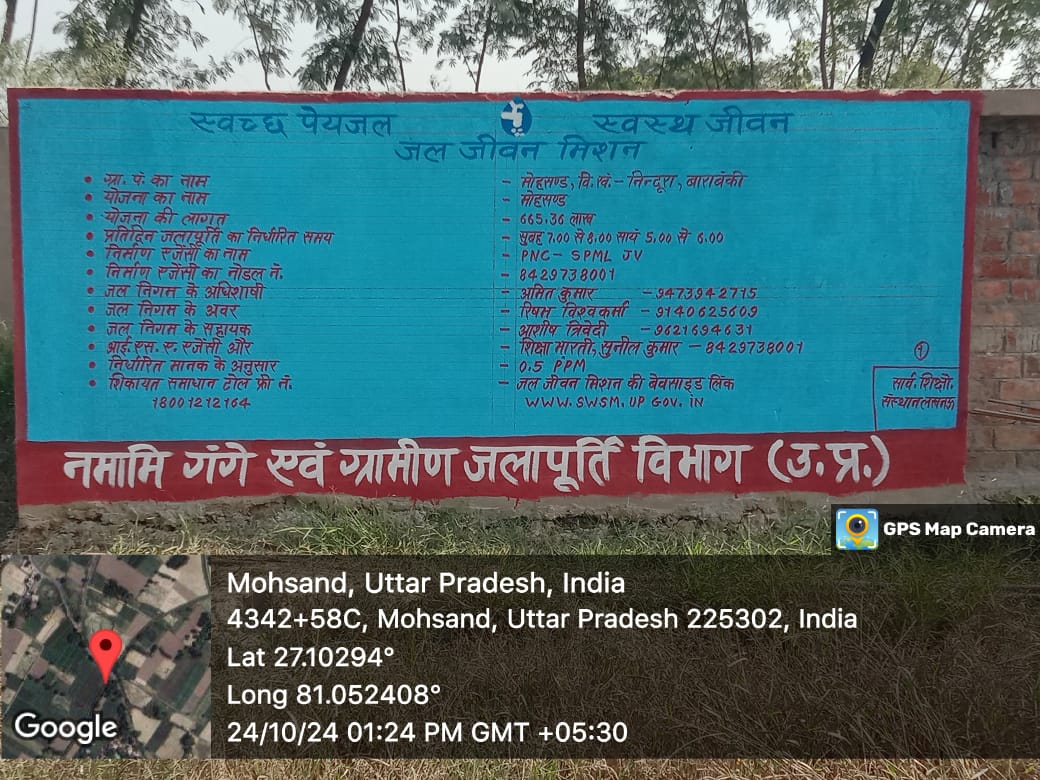 स्वच्छ पेयजल स्वस्थ जीवन
जल जीवन मिशन
• ग्रा. पं. का नाम - मोहसण्ड, वि.खं.- निन्दूरा, बाराबंकी
• योजना का नाम - मोहसण्ड
• योजना की लागत - 665.36 लाख
• प्रतिदिन जलापूर्ति का निर्धारित समय - सुबह 7.00 से 8.00 सायं 5.00 से 6.00
• निर्माण एजेंसी का नाम - PNC- SPML JV
• निर्माण एजेंसी का नोडल नं. - 8429738001
• जल निगम के अधिशाषी - अमित कुमार - 9473942715
• जल निगम के अवर - रिषभ विश्वकर्मा - 9140625609
• जल निगम के सहायक - आशीष त्रिवेदी - 9621694631
• आई.एस.ए. एजेंसी और - शिक्षा भारती, सुनील कुमार - 8429738001
• निर्धारित मानक के अनुसार - 0.5 PPM
• शिकायत समाधान टोल फ्री नं. - जल जीवन मिशन की बेबसाइड लिंक
18001212164 WWW.SWSM.UP GOV.IN
1
सार्व. शिक्षो.
संस्थान लखनऊ
नमामि गंगे एवं ग्रामीण जलापूर्ति विभाग (उ.प्र.)
GPS Map Camera
Mohsand, Uttar Pradesh, India
4342+58C, Mohsand, Uttar Pradesh 225302, India
Lat 27.10294°
Long 81.052408°
24/10/24 01:24 PM GMT +05:30
Google